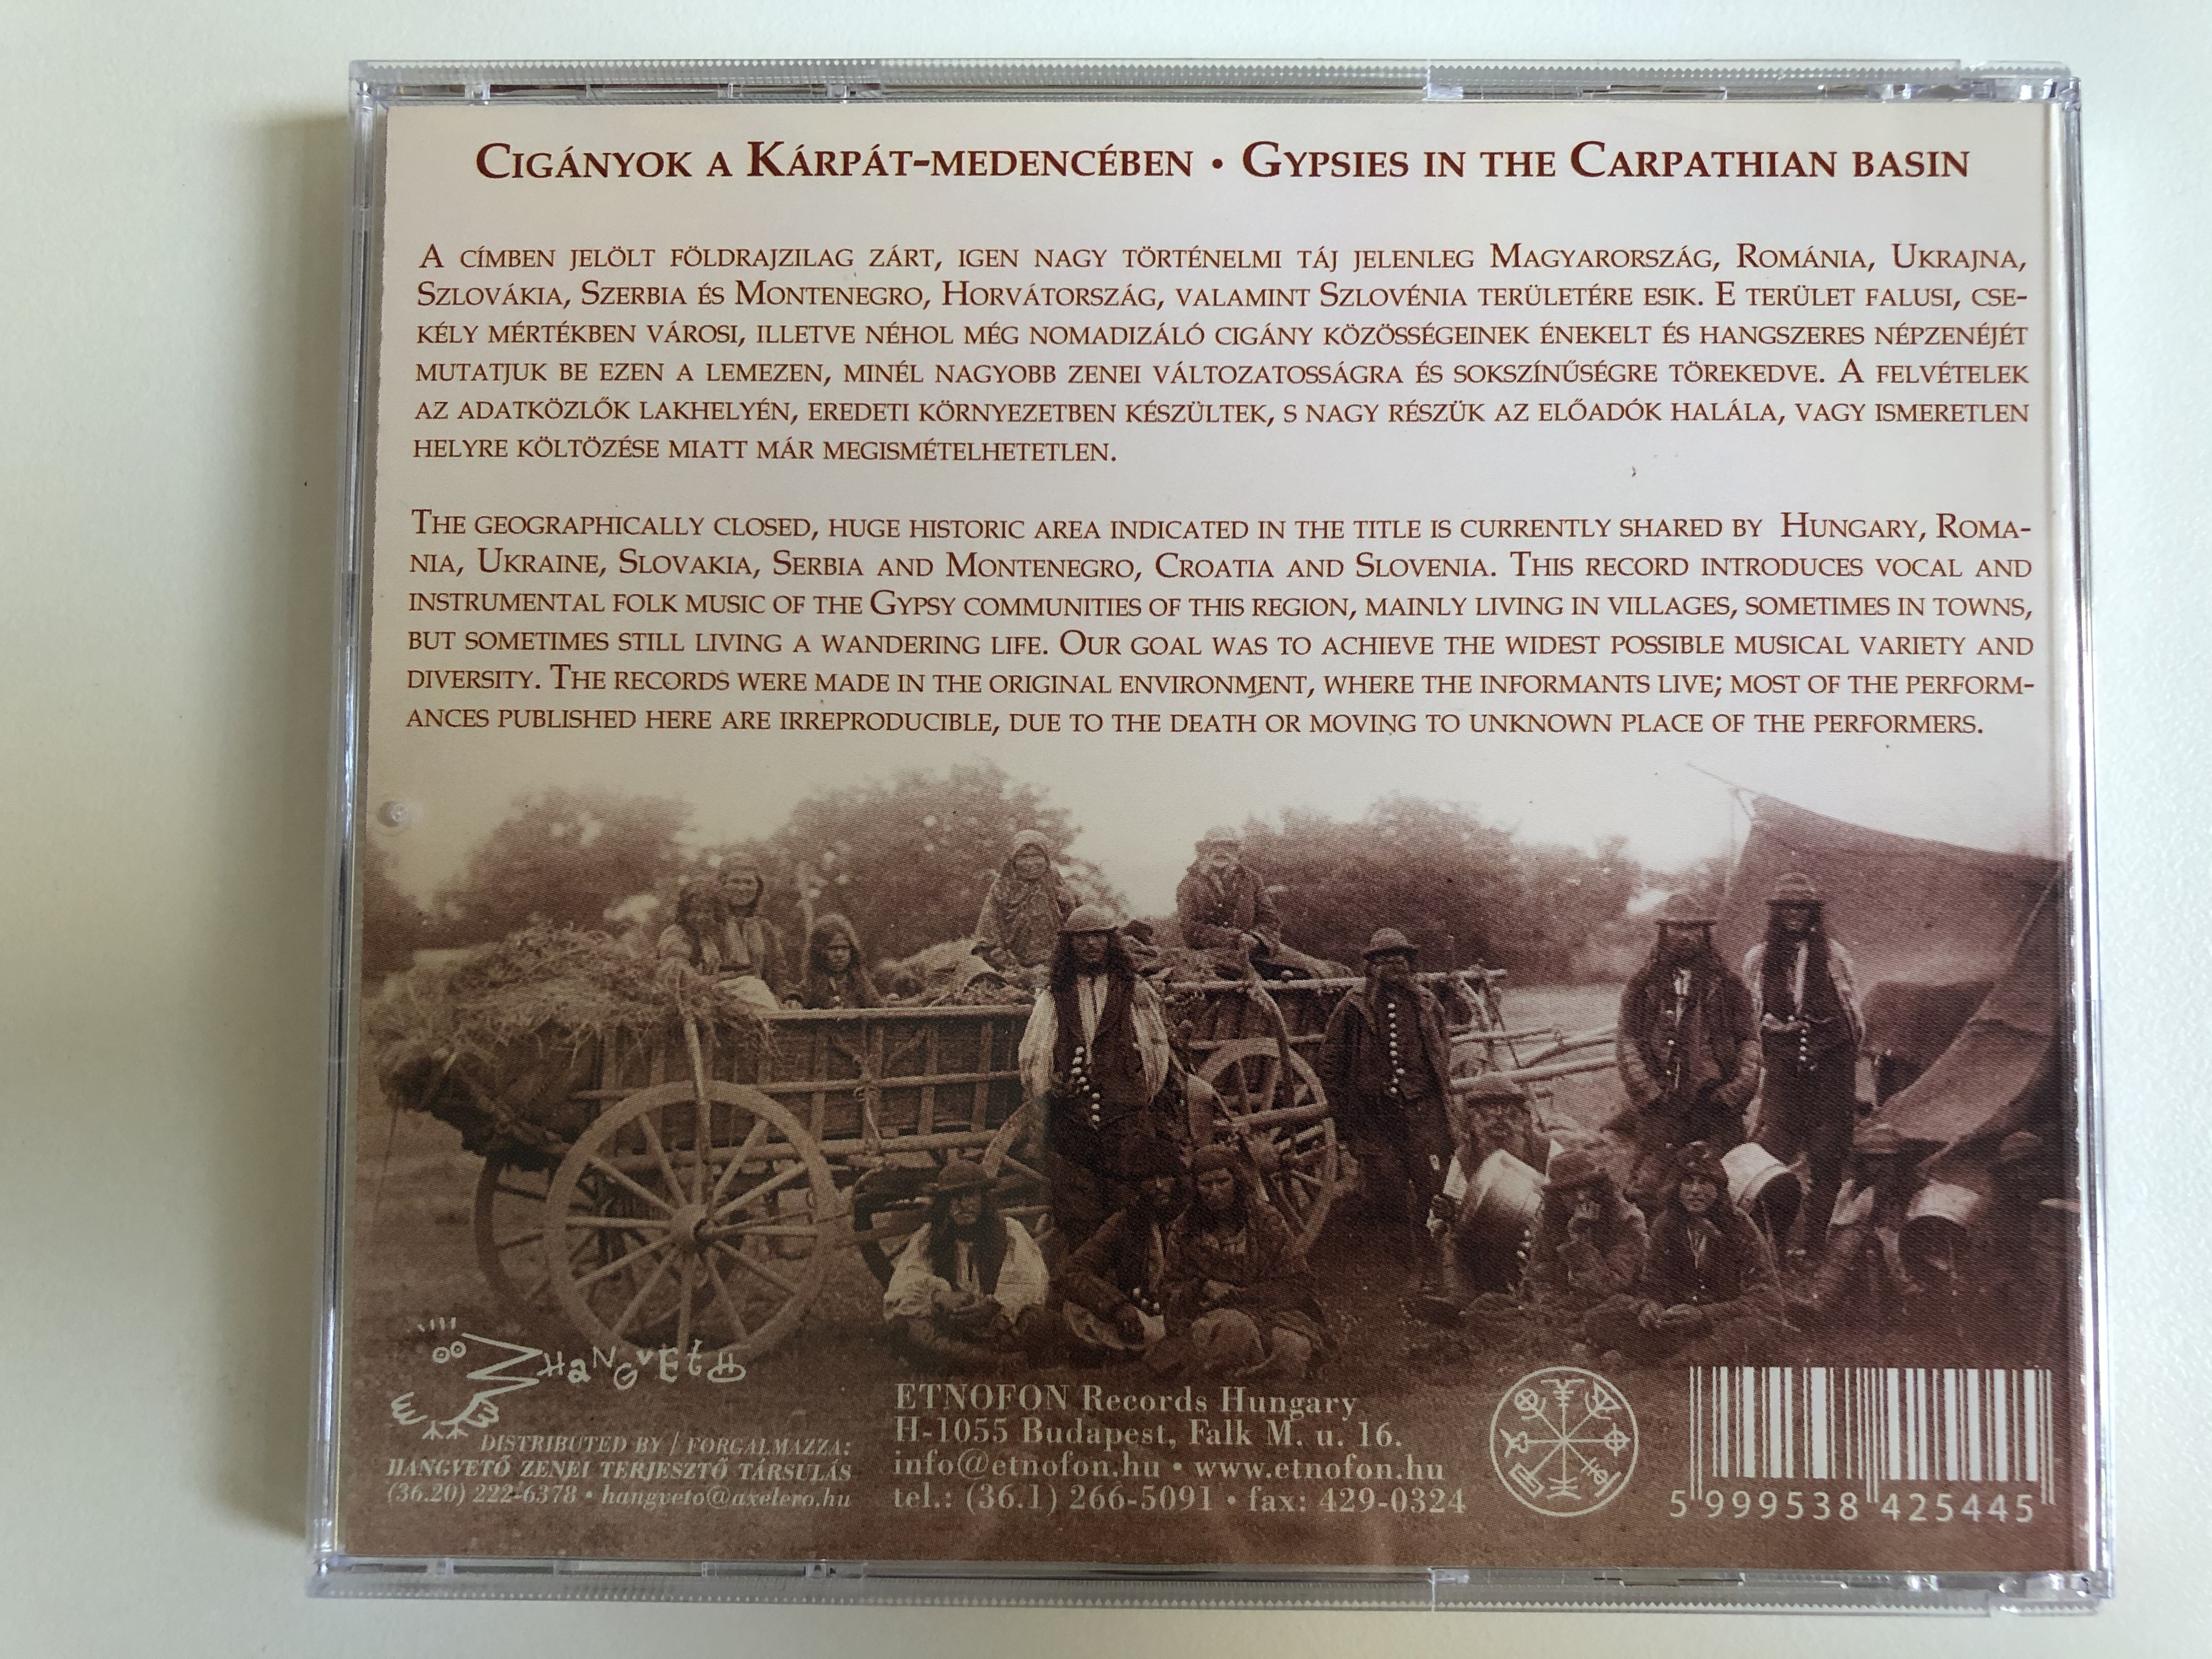 Cigányok a Kárpát-medencében • Gypsies in the Carpathian basin
A címben jelölt földrajzilag zárt, igen nagy történelmi táj jelenleg Magyarország, Románia, Ukrajna,
Szlovákia, Szerbia és Montenegro, Horvátország, valamint Szlovénia területére esik. E terület falusi, cse-
kély mértékben városi, illetve néhol még nomadizáló cigány közösségeinek énekelt és hangszeres népzenéjét
mutatjuk be ezen a lemezen, minél nagyobb zenei változatosságra és sokszínűségre törekedve. A felvételek
az adatközlők lakhelyén, eredeti környezetben készültek, s nagy részük az előadók halála, vagy ismeretlen
helyre költözése miatt már megismételhetetlen.
The geographically closed, huge historic area indicated in the title is currently shared by Hungary, Roma-
nia, Ukraine, Slovakia, Serbia and Montenegro, Croatia and Slovenia. This record introduces vocal and
instrumental folk music of the Gypsy communities of this region, mainly living in villages, sometimes in towns,
but sometimes still living a wandering life. Our goal was to achieve the widest possible musical variety and
diversity. The records were made in the original environment, where the informants live; most of the perform-
ances published here are irreproducible, due to the death or moving to unknown place of the performers.
HaNGvEtŐ
DISTRIBUTED BY / FORGALMAZZA:
HANGVETŐ ZENEI TERJESZTŐ TÁRSULÁS
(36.20) 222-6378 • hangveto@axelero.hu
ETNOFON Records Hungary
H-1055 Budapest, Falk M. u. 16.
info@etnofon.hu • www.etnofon.hu
tel.: (36.1) 266-5091 • fax: 429-0324
5 999538 425445